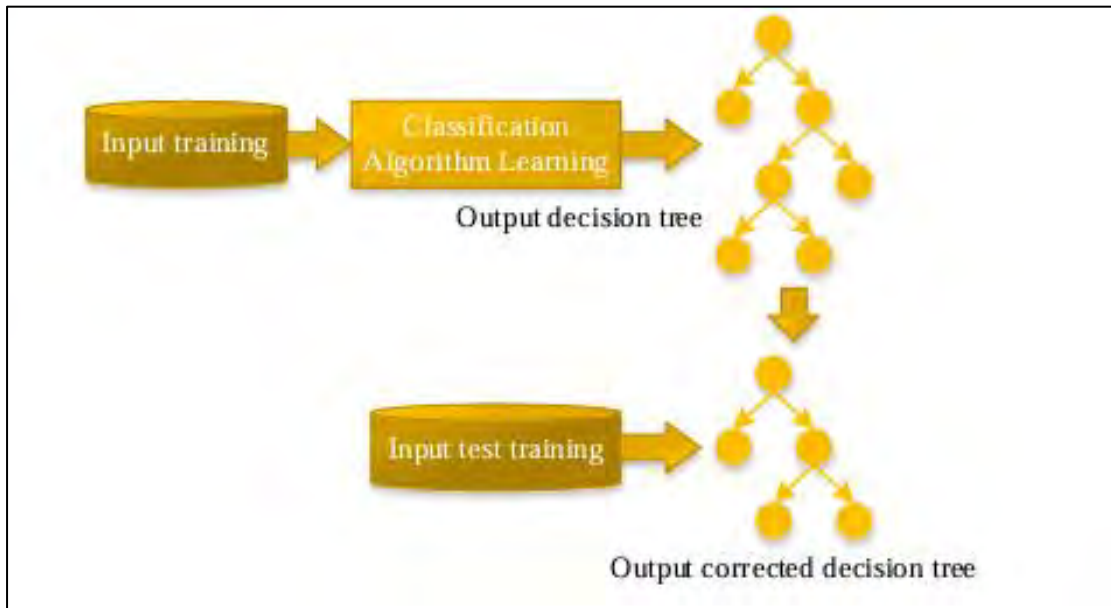 Input training
Classification
Algorithm Learning
Output decision tree
Input test training
Output corrected decision tree